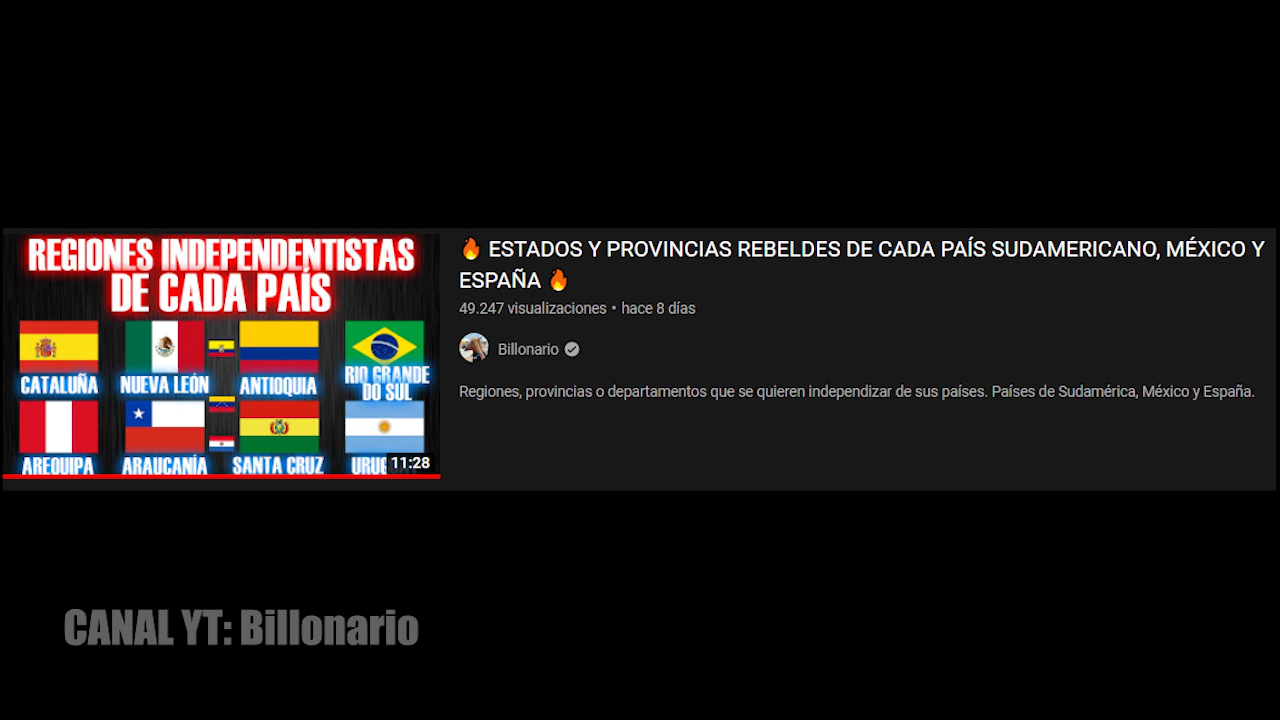 REGIONES INDEPENDENTISTAS
DE CADA PAÍS
CATALUÑA
NUEVA LEÓN
ANTIOQUIA
RIO GRANDE
DO SUL
AREQUIPA
ARAUCANÍA
SANTA CRUZ
11:28
🔥 ESTADOS Y PROVINCIAS REBELDES DE CADA PAÍS SUDAMERICANO, MÉXICO Y
ESPAÑA 🔥
49.247 visualizaciones • hace 8 días
Billonario
Regiones, provincias o departamentos que se quieren independizar de sus países. Países de Sudamérica, México y España.
CANAL YT: Billonario